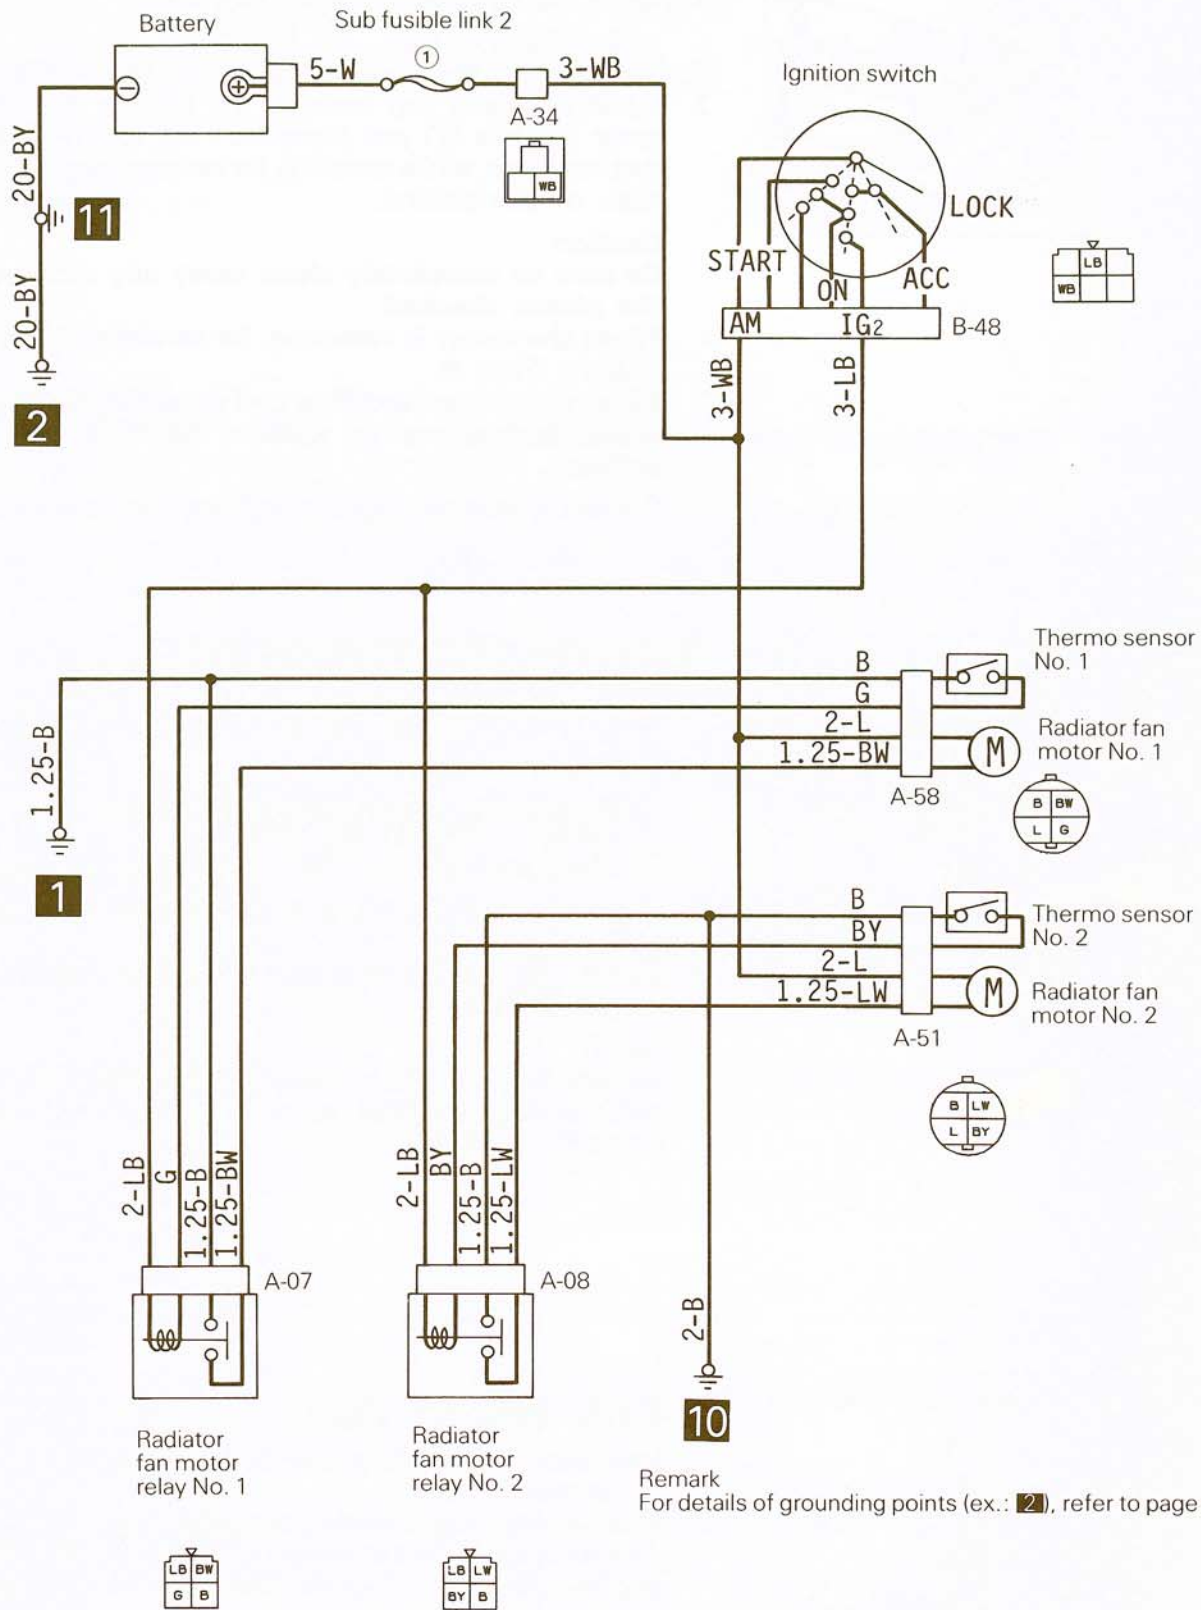 Battery
Sub fusible link 2
1
5-W
3-WB
A-34
WB
Ignition switch
LOCK
START
ON
ACC
AM
IG2
B-48
LB
WB
20-BY
11
20-BY
2
3-WB
3-LB
Thermo sensor
No. 1
B
G
2-L
1.25-BW
M
Radiator fan
motor No. 1
A-58
B BW
L G
1.25-B
1
Thermo sensor
No. 2
B
BY
2-L
1.25-LW
M
Radiator fan
motor No. 2
A-51
B LW
L BY
2-LB
G
1.25-B
1.25-BW
A-07
2-LB
BY
1.25-B
1.25-LW
A-08
2-B
10
Radiator
fan motor
relay No. 1
Radiator
fan motor
relay No. 2
Remark
For details of grounding points (ex.: 2), refer to page
LB BW
G B
LB LW
BY B